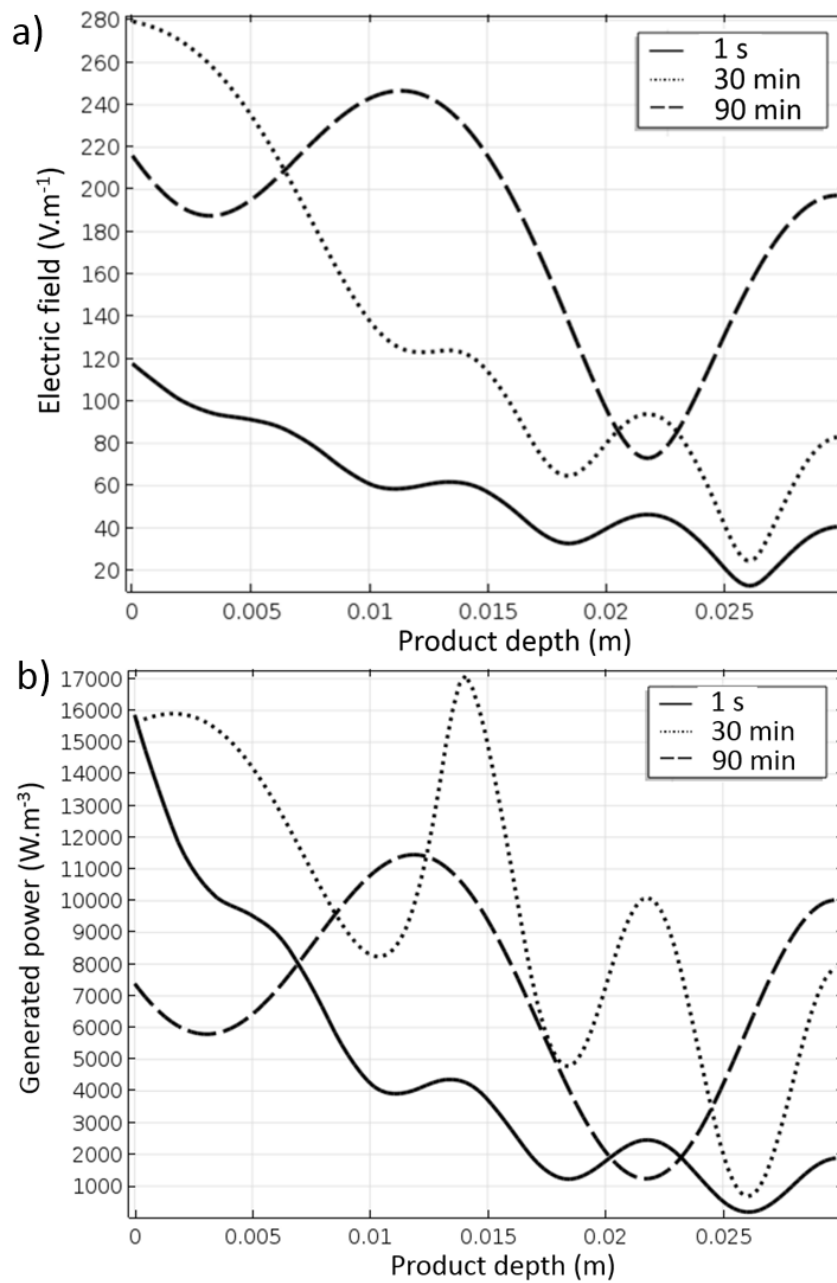 a)
280
260
240
220
200
180
160
140
120
100
80
60
40
20
Electric field (V.m⁻¹)
1 s
30 min
90 min
0 0.005 0.01 0.015 0.02 0.025
Product depth (m)
b)
17000
16000
15000
14000
13000
12000
11000
10000
9000
8000
7000
6000
5000
4000
3000
2000
1000
Generated power (W.m⁻³)
1 s
30 min
90 min
0 0.005 0.01 0.015 0.02 0.025
Product depth (m)